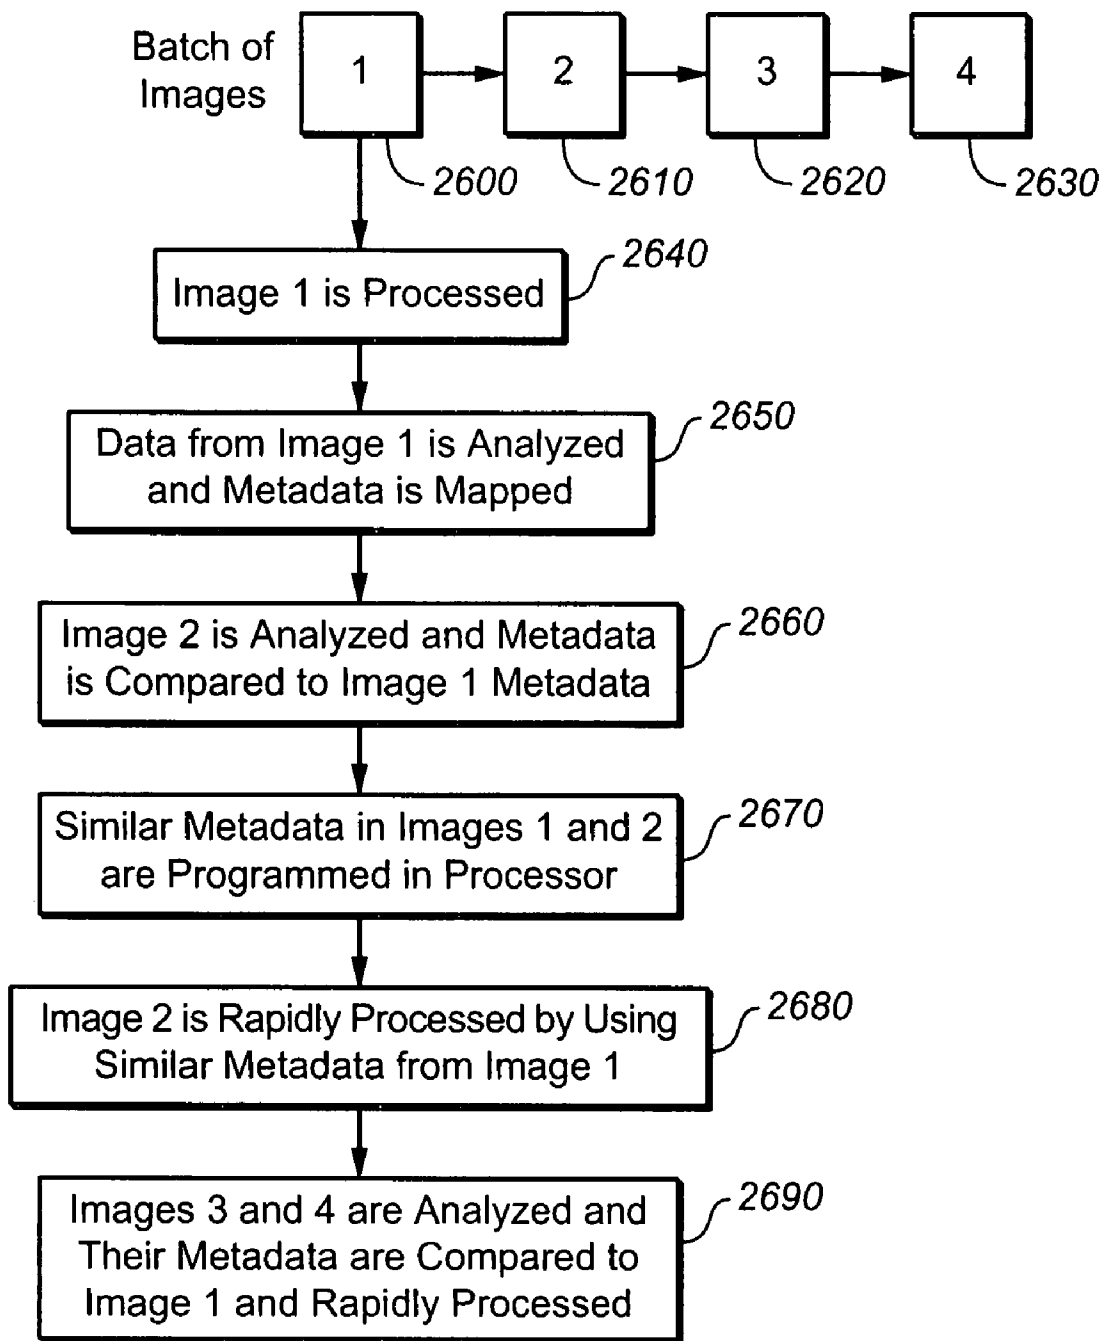 Batch of
Images
1
2
3
4
2600
2610
2620
2630
2640
Image 1 is Processed
2650
Data from Image 1 is Analyzed
and Metadata is Mapped
2660
Image 2 is Analyzed and Metadata
is Compared to Image 1 Metadata
2670
Similar Metadata in Images 1 and 2
are Programmed in Processor
2680
Image 2 is Rapidly Processed by Using
Similar Metadata from Image 1
2690
Images 3 and 4 are Analyzed and
Their Metadata are Compared to
Image 1 and Rapidly Processed